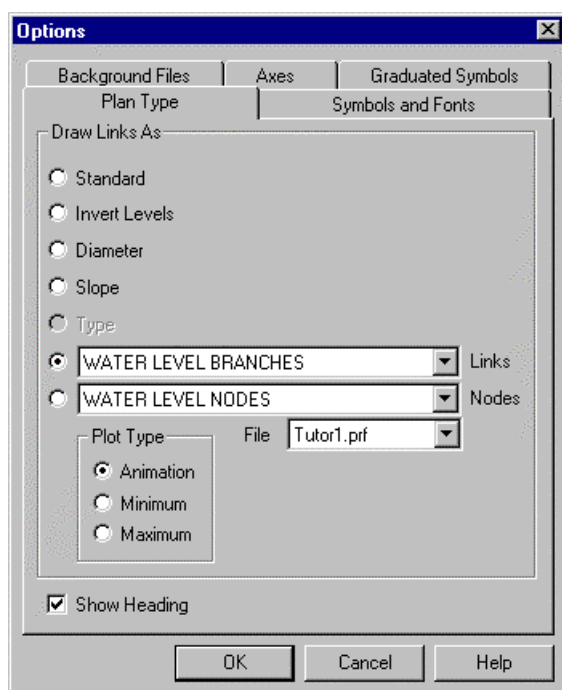 Options
Background Files Axes Graduated Symbols
Plan Type Symbols and Fonts
Draw Links As
Standard
Invert Levels
Diameter
Slope
Type
WATER LEVEL BRANCHES Links
WATER LEVEL NODES Nodes
Plot Type File Tutor1.prf
Animation
Minimum
Maximum
Show Heading
OK Cancel Help